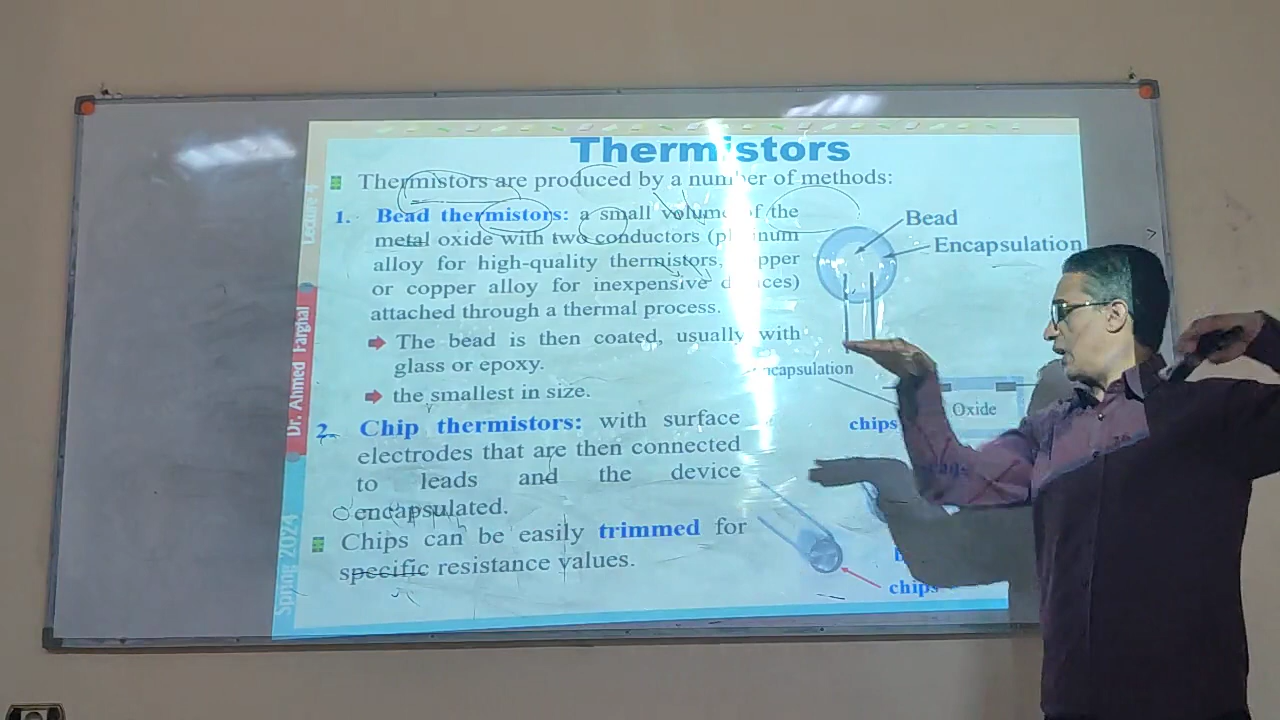 Thermistors
Thermistors are produced by a number of methods:
1. Bead thermistors: a small volume of the
metal oxide with two conductors (platinum
alloy for high-quality thermistors, copper
or copper alloy for inexpensive devices)
attached through a thermal process.
The bead is then coated, usually with
glass or epoxy.
the smallest in size.
2. Chip thermistors: with surface
electrodes that are then connected
to leads and the device
encapsulated.
Chips can be easily trimmed for
specific resistance values.
Bead
Encapsulation
ncapsulation
Oxide
chips
chips
Lecture 4
Dr. Ahmed Farghal
Spring 2024